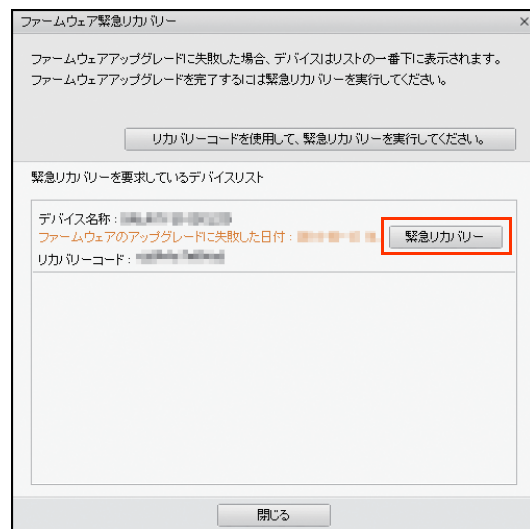 ファームウェア緊急リカバリー
ファームウェアアップグレードに失敗した場合、デバイスはリストの一番下に表示されます。
ファームウェアアップグレードを完了するには緊急リカバリーを実行してください。
リカバリーコードを使用して、緊急リカバリーを実行してください。
緊急リカバリーを要求しているデバイスリスト
デバイス名称 :
ファームウェアのアップグレードに失敗した日付 :
緊急リカバリー
リカバリーコード :
閉じる